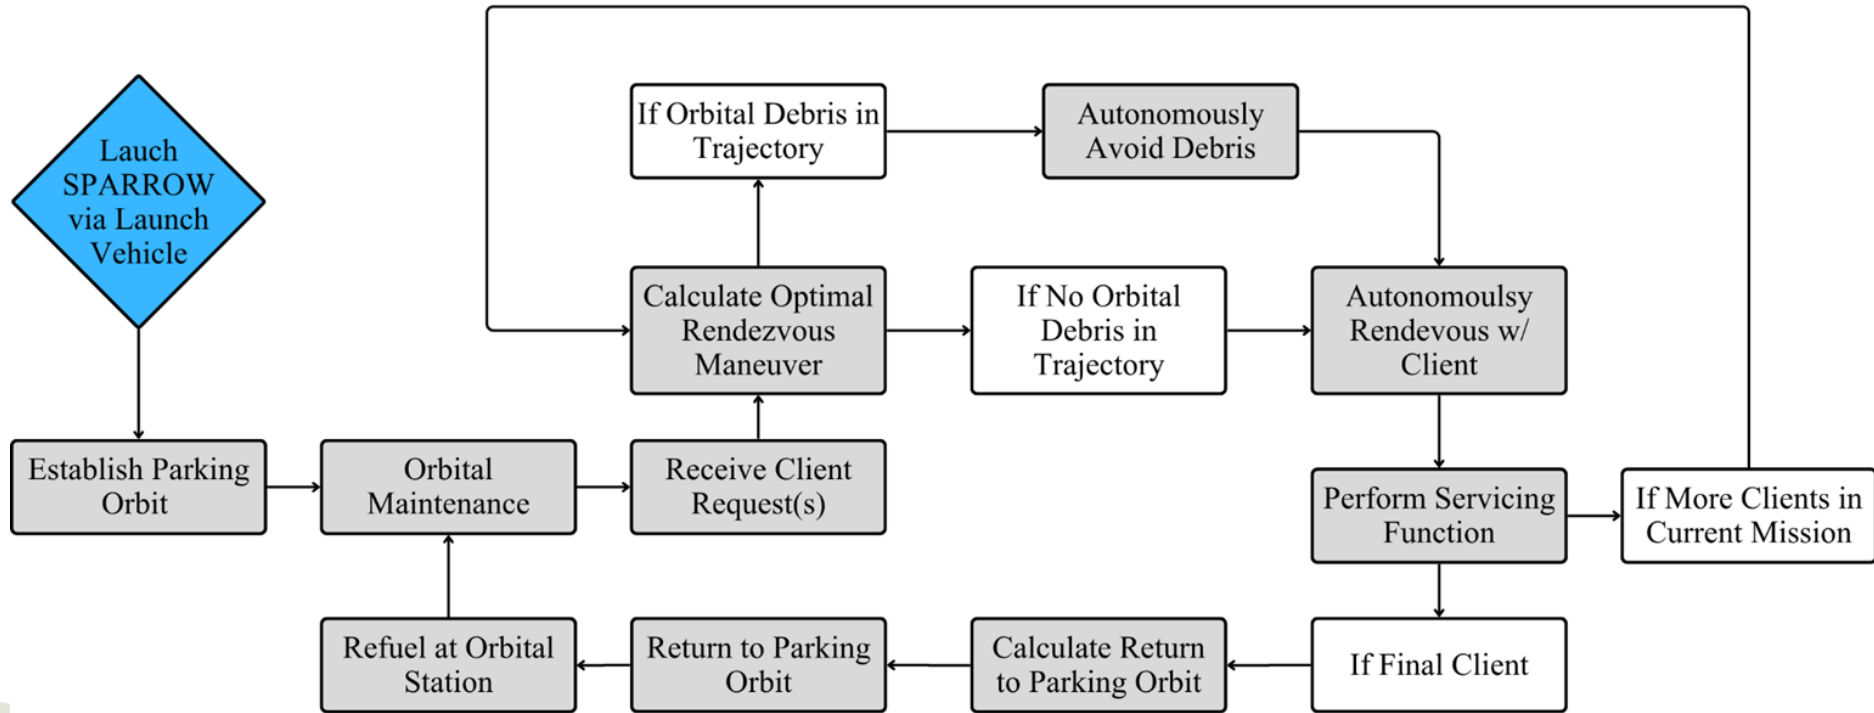 If Orbital Debris in
Trajectory
Autonomously
Avoid Debris
Lauch
SPARROW
via Launch
Vehicle
Calculate Optimal
Rendezvous
Maneuver
If No Orbital
Debris in
Trajectory
Autonomoulsy
Rendevous w/
Client
Establish Parking
Orbit
Orbital
Maintenance
Receive Client
Request(s)
Perform Servicing
Function
If More Clients in
Current Mission
Refuel at Orbital
Station
Return to Parking
Orbit
Calculate Return
to Parking Orbit
If Final Client